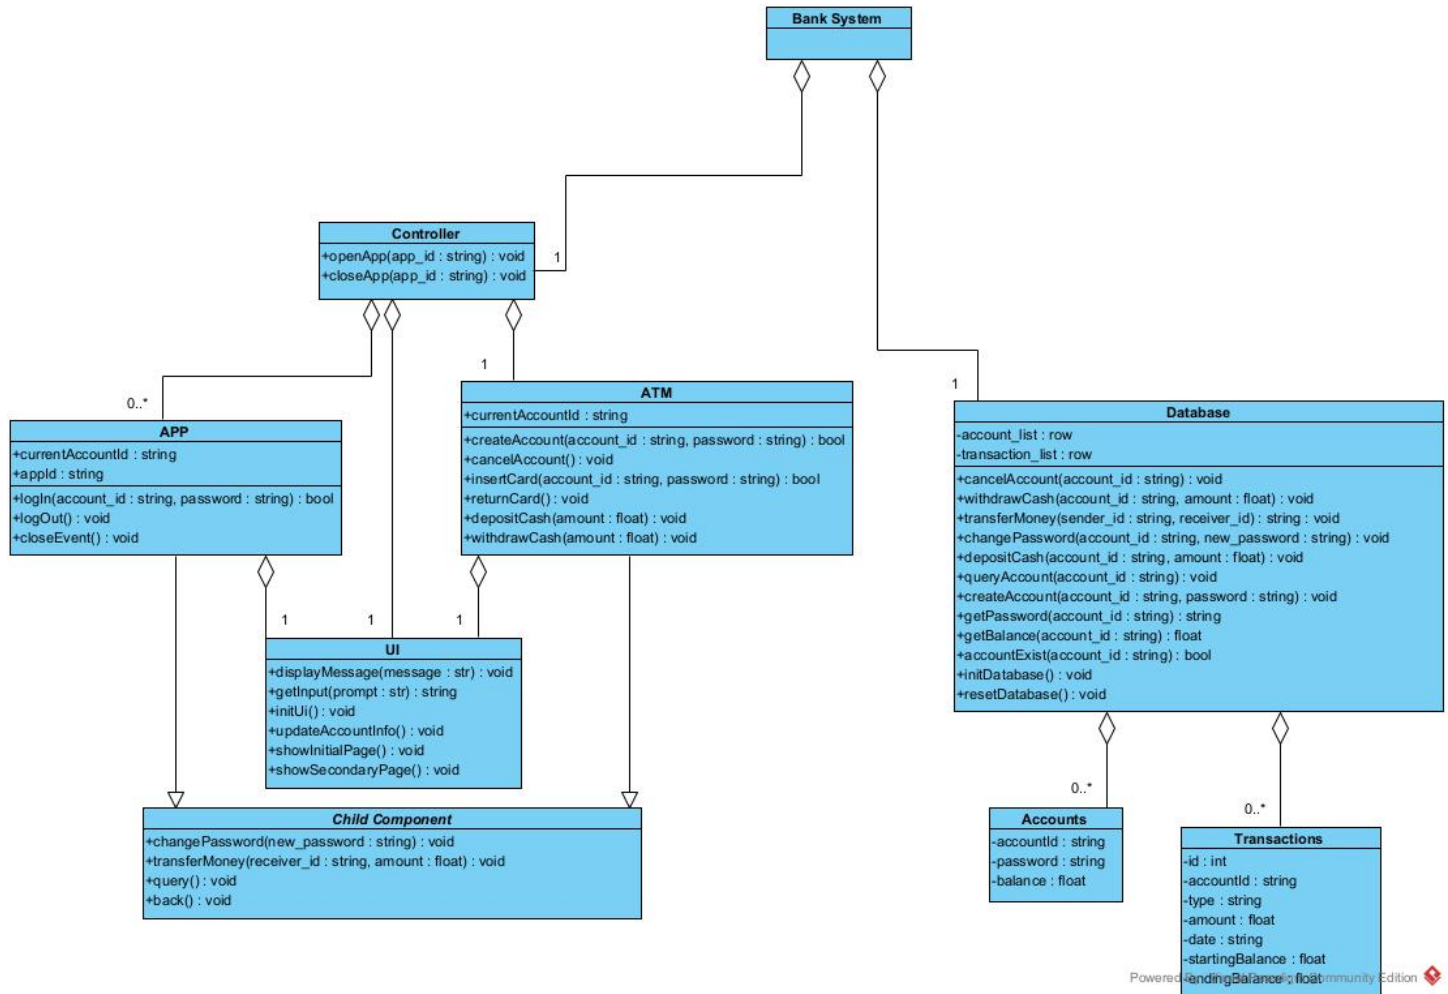 Bank System
Controller
+openApp(app_id : string) : void
+closeApp(app_id : string) : void
1
1
0..*
1
APP
+currentAccountId : string
+appId : string
+logIn(account_id : string, password : string) : bool
+logOut() : void
+closeEvent() : void
ATM
+currentAccountId : string
+createAccount(account_id : string, password : string) : bool
+cancelAccount() : void
+insertCard(account_id : string, password : string) : bool
+returnCard() : void
+depositCash(amount : float) : void
+withdrawCash(amount : float) : void
Database
-account_list : row
-transaction_list : row
+cancelAccount(account_id : string) : void
+withdrawCash(account_id : string, amount : float) : void
+transferMoney(sender_id : string, receiver_id) : string : void
+changePassword(account_id : string, new_password : string) : void
+depositCash(account_id : string, amount : float) : void
+queryAccount(account_id : string) : void
+createAccount(account_id : string, password : string) : void
+getPassword(account_id : string) : string
+getBalance(account_id : string) : float
+accountExist(account_id : string) : bool
+initDatabase() : void
+resetDatabase() : void
1
1
1
UI
+displayMessage(message : str) : void
+getInput(prompt : str) : string
+initUi() : void
+updateAccountInfo() : void
+showInitialPage() : void
+showSecondaryPage() : void
Child Component
+changePassword(new_password : string) : void
+transferMoney(receiver_id : string, amount : float) : void
+query() : void
+back() : void
0..*
0..*
Accounts
-accountId : string
-password : string
-balance : float
Transactions
-id : int
-accountId : string
-type : string
-amount : float
-date : string
-startingBalance : float
-endingBalance : float
Powered Community Edition